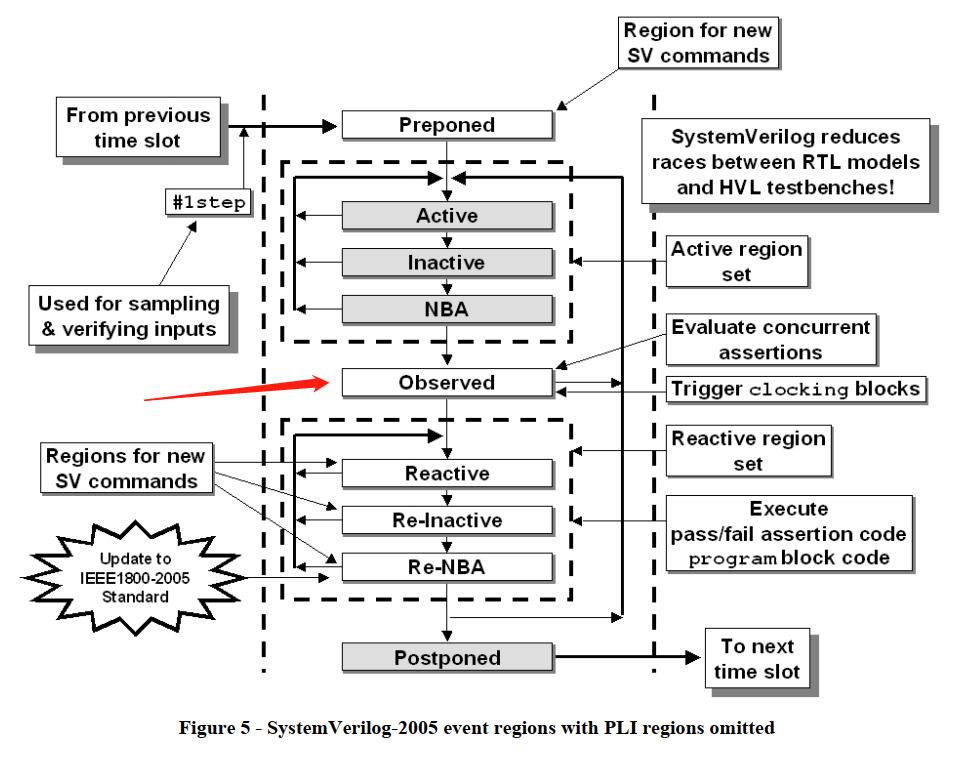 Region for new
SV commands
From previous
time slot
Preponed
SystemVerilog reduces
races between RTL models
and HVL testbenches!
#1step
Active
Inactive
NBA
Active region
set
Used for sampling
& verifying inputs
Evaluate concurrent
assertions
Observed
Trigger clocking blocks
Reactive region
set
Regions for new
SV commands
Reactive
Re-Inactive
Re-NBA
Execute
pass/fail assertion code
program block code
Update to
IEEE1800-2005
Standard
Postponed
To next
time slot
Figure 5 - SystemVerilog-2005 event regions with PLI regions omitted